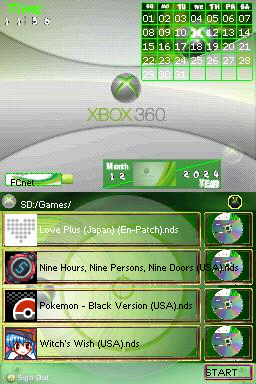 TIME
SU MO TU WE TH FR SA
01 02 03 04 05 06 07
08 09 10 11 12 13 14
15 16 17 18 19 20 21
22 23 24 25 26 27 28
29 30 31
XBOX 360
Month
12
2024
YEAR
SD:/Games/
Love Plus (Japan) (En-Patch).nds
Nine Hours, Nine Persons, Nine Doors (USA).nds
Pokemon - Black Version (USA).nds
Witch's Wish (USA).nds
Sign Out
START